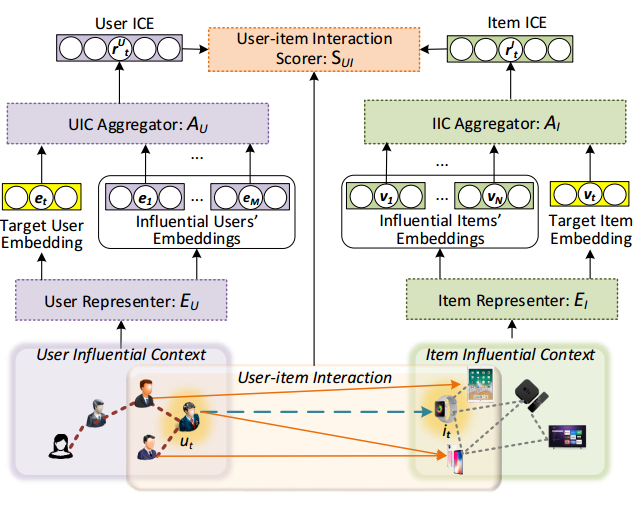 User ICE
Item ICE
r^U_t
User-item Interaction
Scorer: S_UI
r^I_t
UIC Aggregator: A_U
IIC Aggregator: A_I
...
...
e_t
e_1
...
e_M
v_1
...
v_N
v_t
Target User
Embedding
Influential Users'
Embeddings
Influential Items'
Embeddings
Target Item
Embedding
User Representer: E_U
Item Representer: E_I
User Influential Context
Item Influential Context
User-item Interaction
u_t
i_t